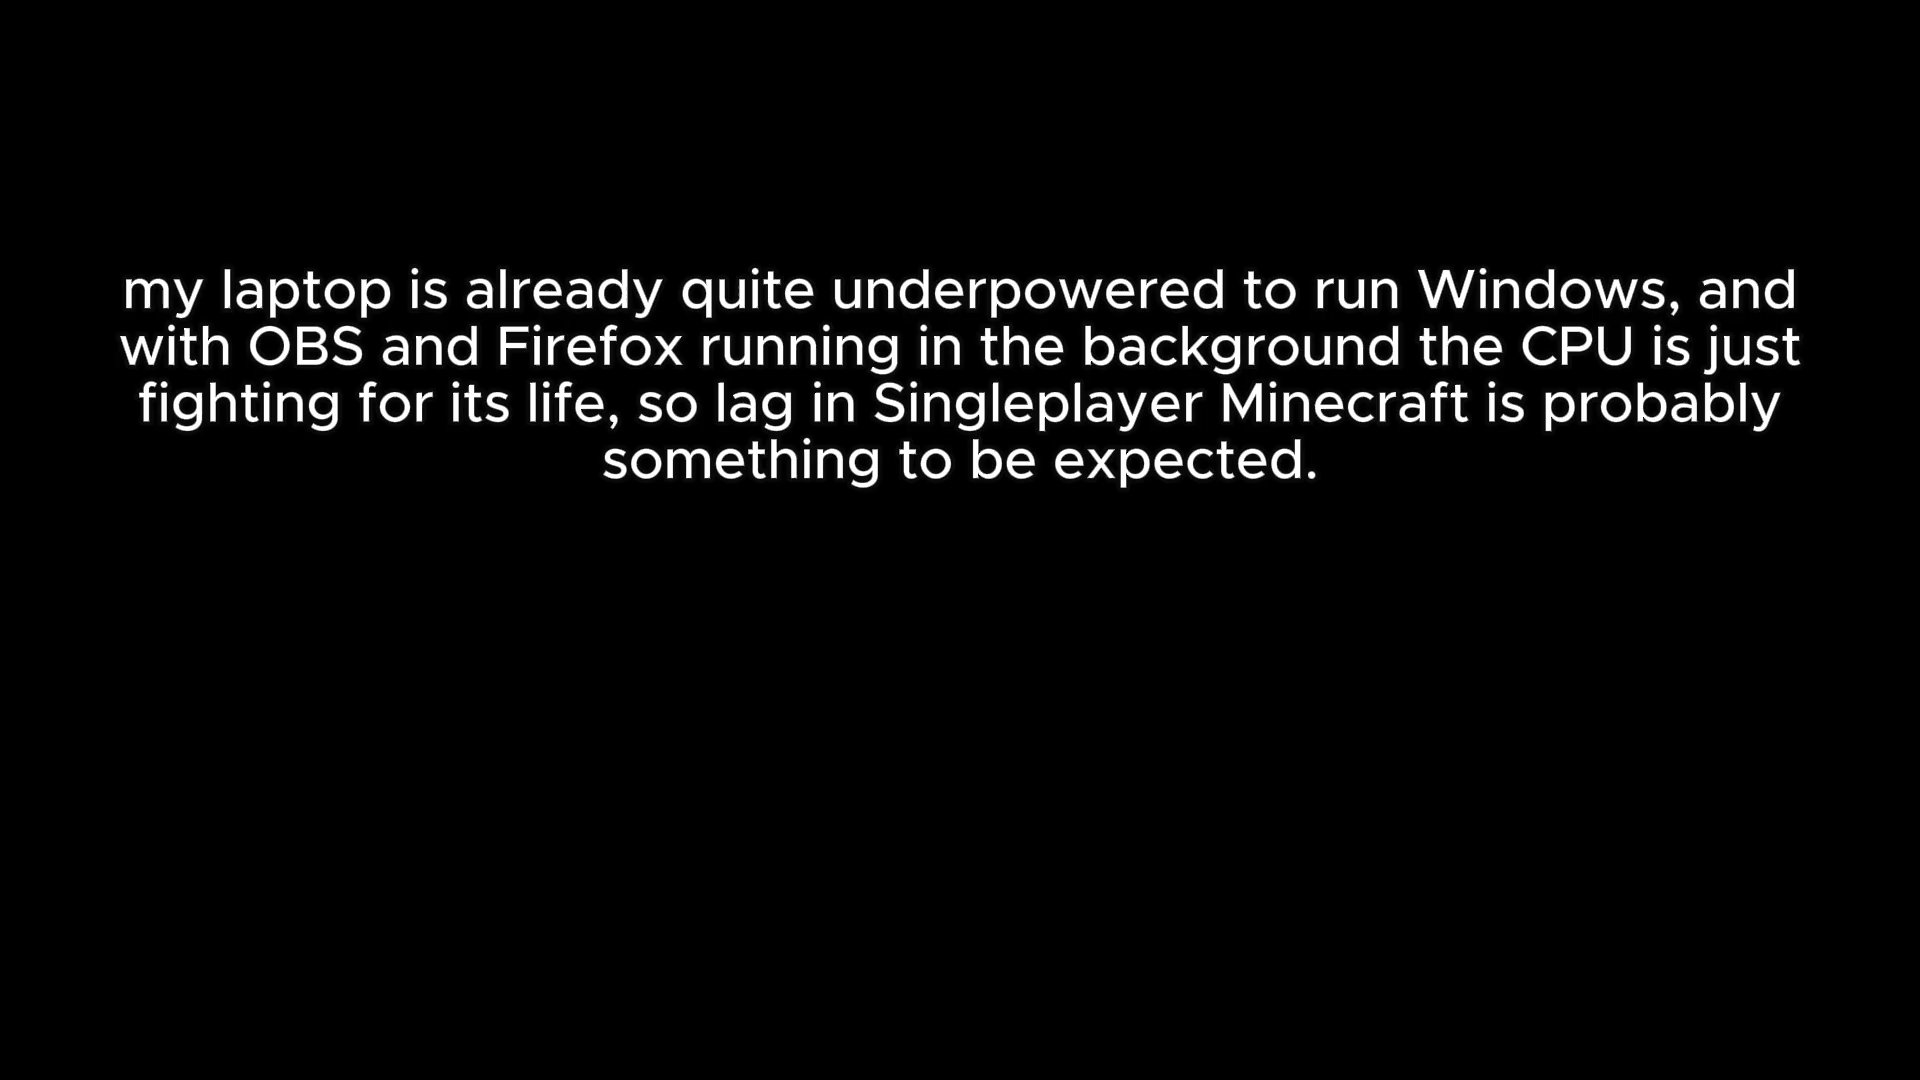 my laptop is already quite underpowered to run Windows, and
with OBS and Firefox running in the background the CPU is just
fighting for its life, so lag in Singleplayer Minecraft is probably
something to be expected.